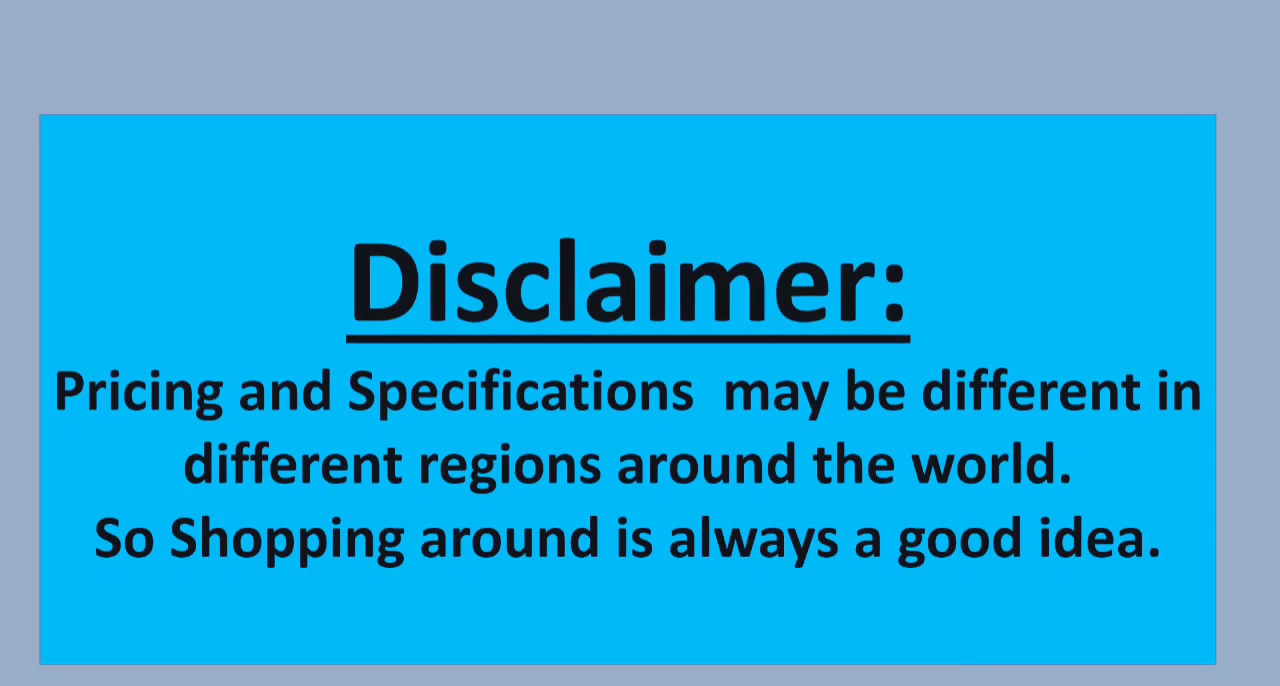 Disclaimer:
Pricing and Specifications  may be different in
different regions around the world.
So Shopping around is always a good idea.